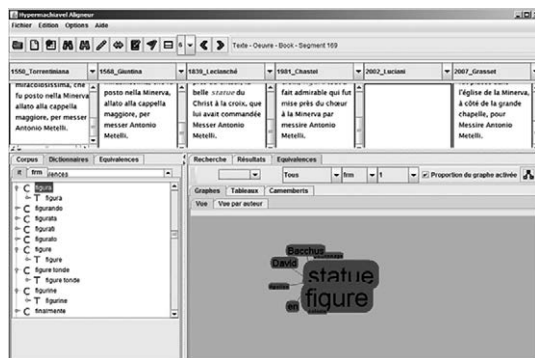 Hypermachiavel Aligneur
Fichier Edition Options Aide
6 Texte - Oeuvre - Book - Segment 169
1550_Torrentiniana 1568_Giuntina 1839_Leclanché 1981_Chastel 2002_Luciani 2007_Grasset
miracolosissima, che
fu posto nella Minerva,
allato alla cappella
maggiore, per messer
Antonio Metelli.
fu posto nella Minerva,
allato alla cappella
maggiore, per messer
Antonio Metelli.
belle statue du
Christ à la croix, que
lui avait commandée
Messer Antonio
Metelli.
fait admirable qui fut
mise près du chœur
à la Minerva par
messire Antonio
Metelli.
l'église de la Minerva,
à côté de la grande
chapelle, pour
Messire Antonio
Metelli.
Corpus Dictionnaires Equivalences
it frm
figura
T figura
C figurando
C figurata
C figurati
C figurato
C figure
T figure
C figure tonde
T figure tonde
C figurine
T figurine
C finalmente
Recherche Résultats Equivalences
Tous frm 1 Proportion du graphe activée
Graphes Tableaux Camemberts
Vue Vue par auteur
Bacchus
David
statue
figure
en